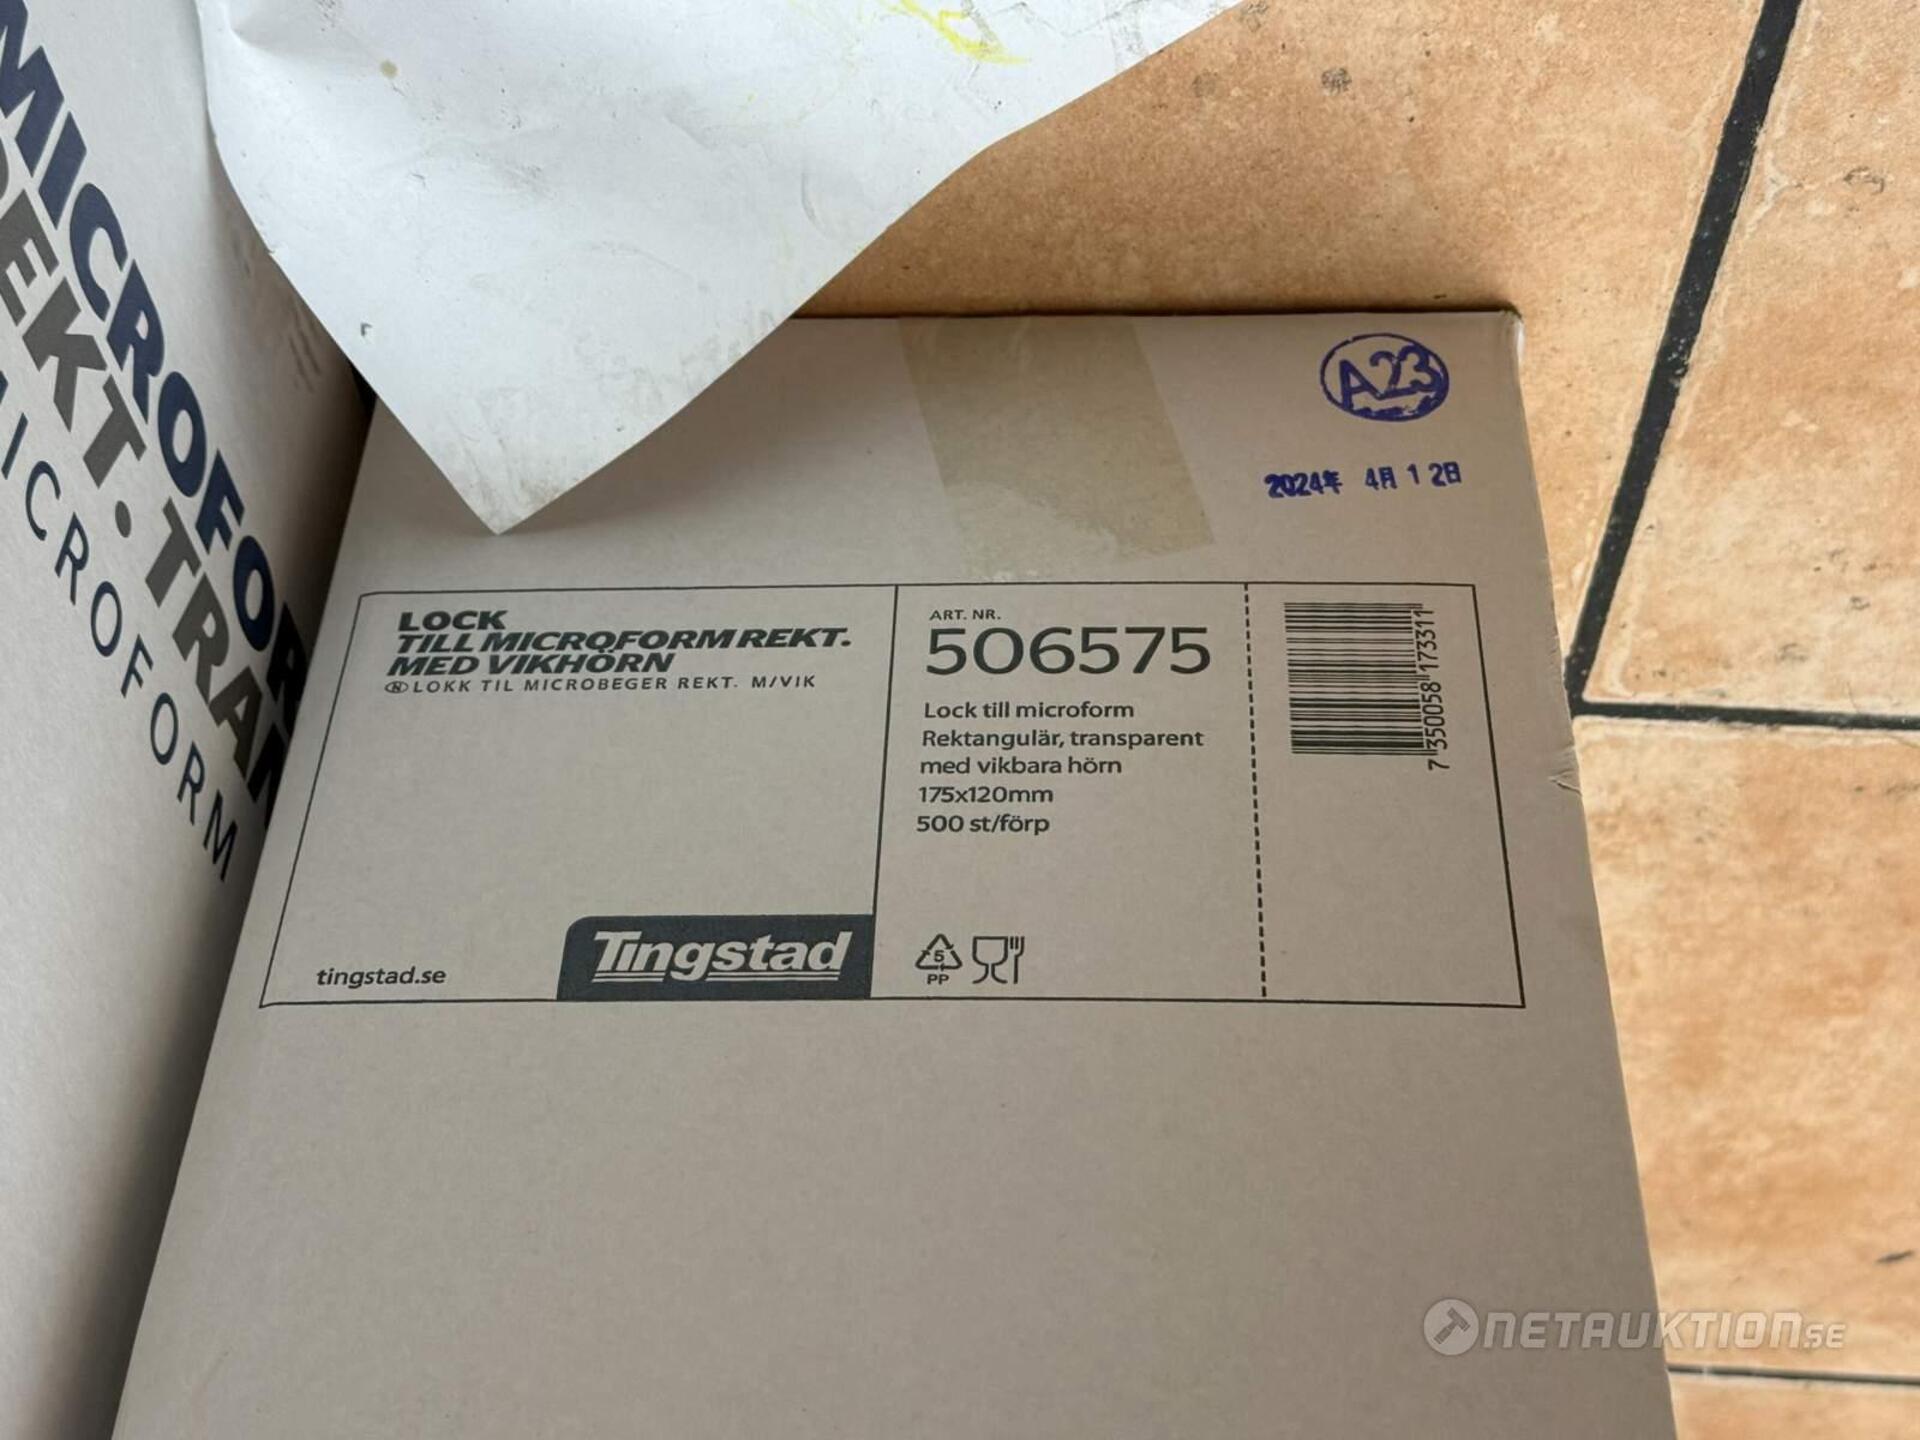 MICROFOR
REKT. TRAN
MICROFORM
A23
2024年 4月12日
LOCK
TILL MICROFORM REKT.
MED VIKHÖRN
N LOKK TIL MICROBEGER REKT. M/VIK
tingstad.se
Tingstad
ART. NR.
506575
Lock till microform
Rektangulär, transparent
med vikbara hörn
175x120mm
500 st/förp
5
PP
7 350058 173311
NETAUKTION.SE